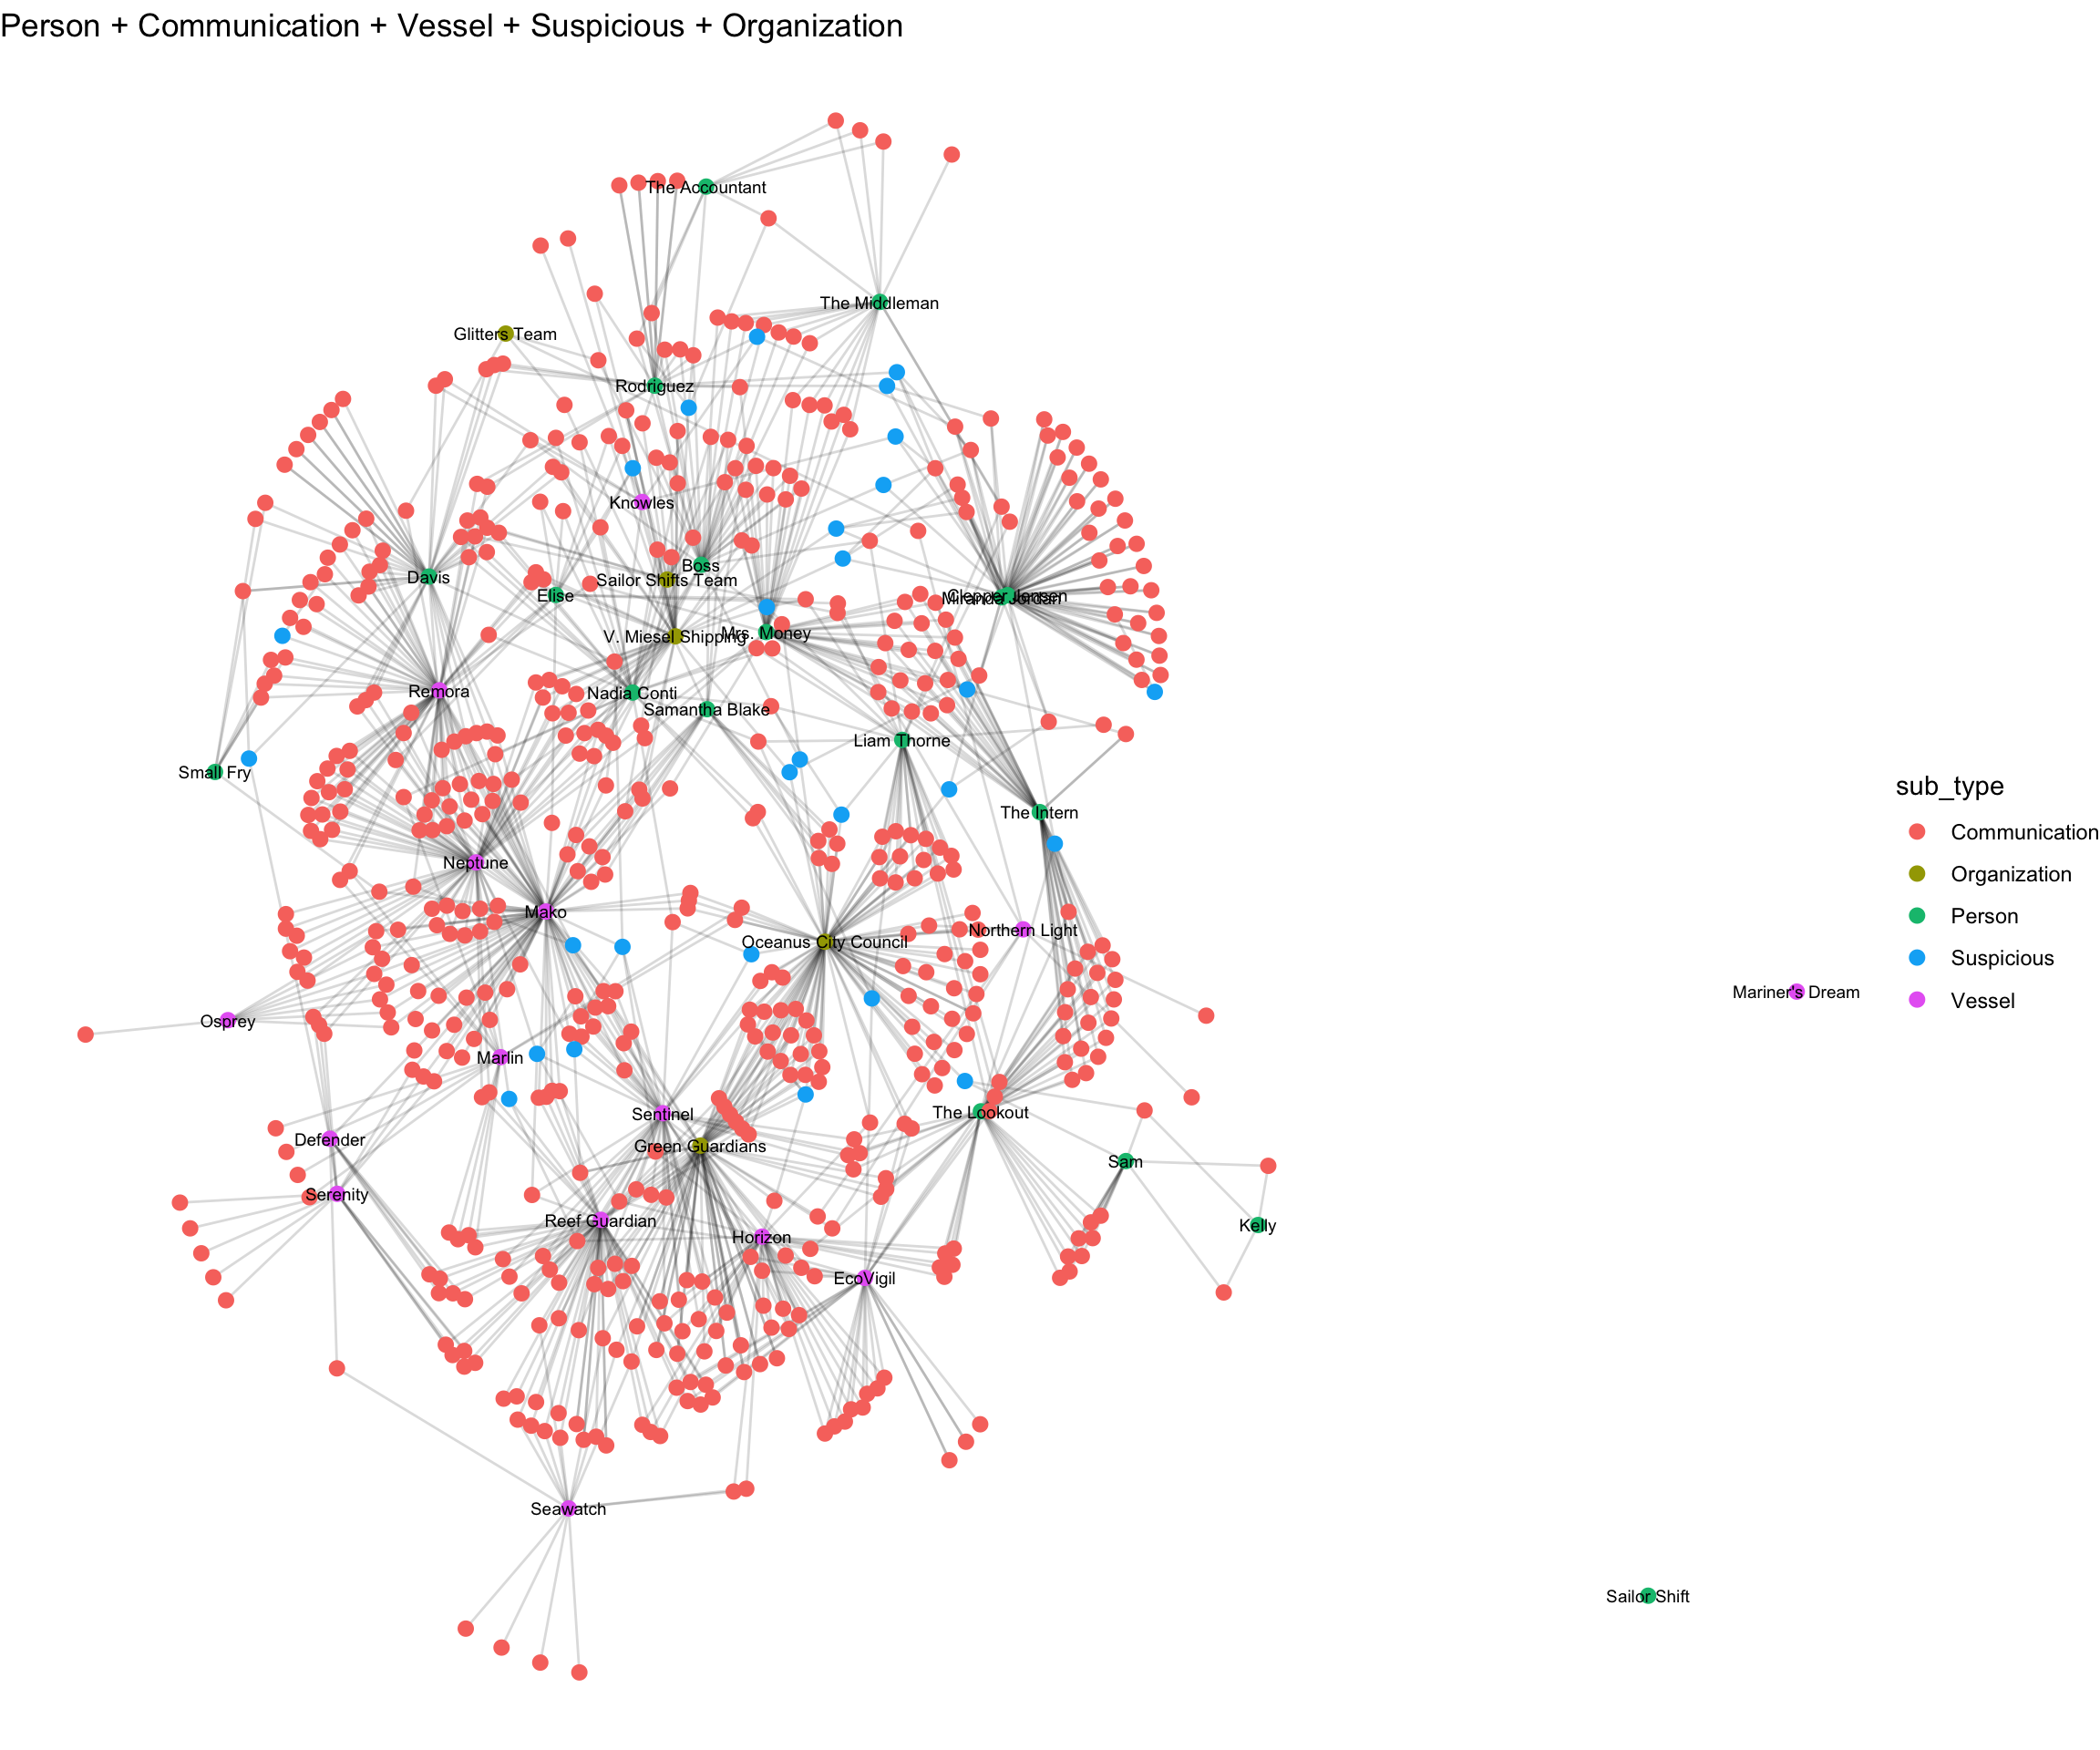 Person + Communication + Vessel + Suspicious + Organization
The Accountant
The Middleman
Glitters Team
Rodriguez
Knowles
Boss
Davis
Sailor Shifts Team
Elise
Clepper Jensen
Miranda Jordan
V. Miesel Shipping
Mrs. Money
Remora
Nadia Conti
Samantha Blake
Liam Thorne
Small Fry
sub_type
The Intern
Communication
Neptune
Organization
Mako
Person
Northern Light
Oceanus City Council
Suspicious
Mariner's Dream
Vessel
Osprey
Marlin
Sentinel
The Lookout
Defender
Green Guardians
Sam
Serenity
Reef Guardian
Kelly
Horizon
EcoVigil
Seawatch
Sailor Shift